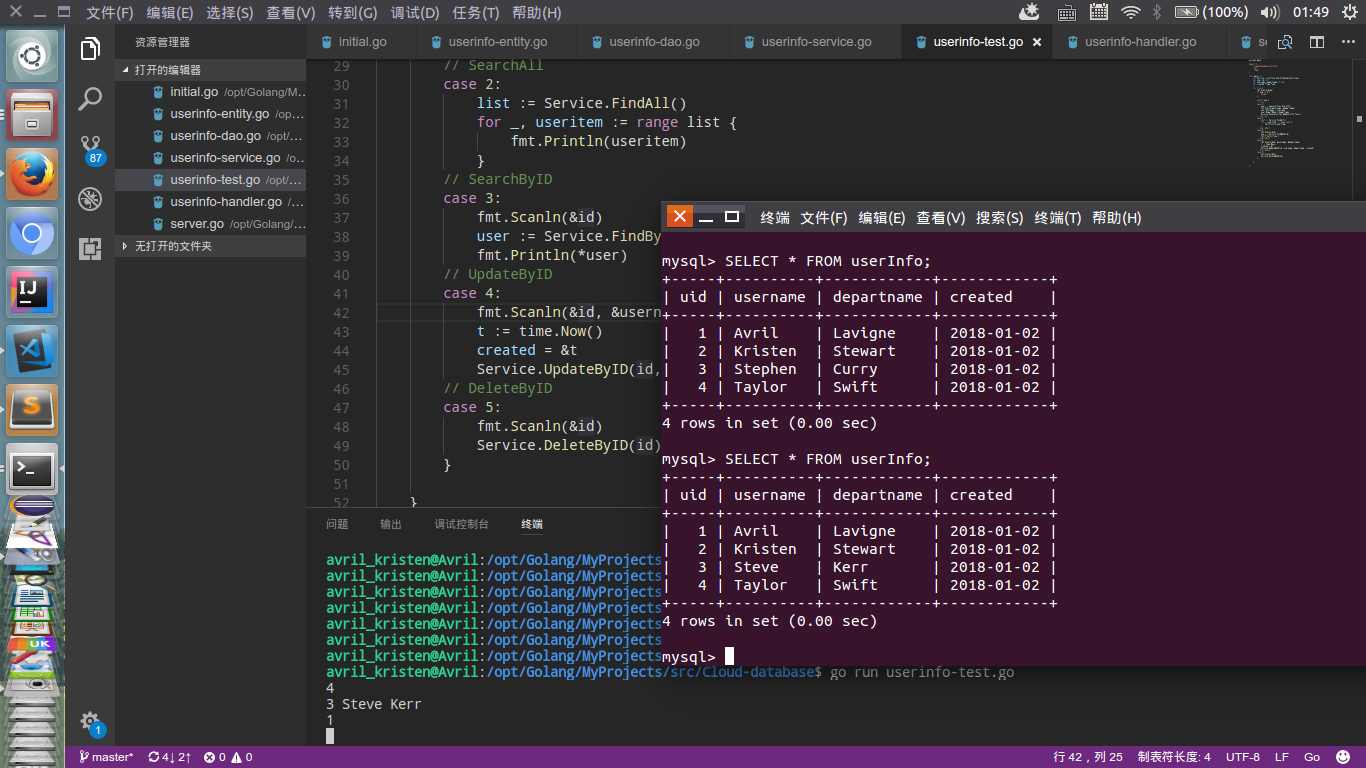 文件(F) 编辑(E) 选择(S) 查看(V) 转到(G) 调试(D) 任务(T) 帮助(H)
(100%) 01:49
资源管理器
打开的编辑器
initial.go /opt/Golang/M...
userinfo-entity.go /op...
userinfo-dao.go /opt/...
userinfo-service.go /o...
userinfo-test.go /opt/...
userinfo-handler.go /...
server.go /opt/Golang/...
无打开的文件夹
87
1
initial.go userinfo-entity.go userinfo-dao.go userinfo-service.go userinfo-test.go userinfo-handler.go
29 // SearchAll
30 case 2:
31 list := Service.FindAll()
32 for _, useritem := range list {
33 fmt.Println(useritem)
34 }
35 // SearchByID
36 case 3:
37 fmt.Scanln(&id)
38 user := Service.FindBy
39 fmt.Println(*user)
40 // UpdateByID
41 case 4:
42 fmt.Scanln(&id, &usern
43 t := time.Now()
44 created = &t
45 Service.UpdateByID(id,
46 // DeleteByID
47 case 5:
48 fmt.Scanln(&id)
49 Service.DeleteByID(id)
50 }
51
52 }
问题 输出 调试控制台 终端
avril_kristen@Avril:/opt/Golang/MyProjects
avril_kristen@Avril:/opt/Golang/MyProjects
avril_kristen@Avril:/opt/Golang/MyProjects
avril_kristen@Avril:/opt/Golang/MyProjects
avril_kristen@Avril:/opt/Golang/MyProjects
avril_kristen@Avril:/opt/Golang/MyProjects
avril_kristen@Avril:/opt/Golang/MyProjects
avril_kristen@Avril:/opt/Golang/MyProjects/src/Cloud-database$ go run userinfo-test.go
4
3 Steve Kerr
1
终端 文件(F) 编辑(E) 查看(V) 搜索(S) 终端(T) 帮助(H)
mysql> SELECT * FROM userInfo;
+-----+----------+------------+------------+
| uid | username | departname | created    |
+-----+----------+------------+------------+
|   1 | Avril    | Lavigne    | 2018-01-02 |
|   2 | Kristen  | Stewart    | 2018-01-02 |
|   3 | Stephen  | Curry      | 2018-01-02 |
|   4 | Taylor   | Swift      | 2018-01-02 |
+-----+----------+------------+------------+
4 rows in set (0.00 sec)
mysql> SELECT * FROM userInfo;
+-----+----------+------------+------------+
| uid | username | departname | created    |
+-----+----------+------------+------------+
|   1 | Avril    | Lavigne    | 2018-01-02 |
|   2 | Kristen  | Stewart    | 2018-01-02 |
|   3 | Steve    | Kerr       | 2018-01-02 |
|   4 | Taylor   | Swift      | 2018-01-02 |
+-----+----------+------------+------------+
4 rows in set (0.00 sec)
mysql>
master* 4↓ 2↑ 0 0 行 42，列 25 制表符长度: 4 UTF-8 LF Go